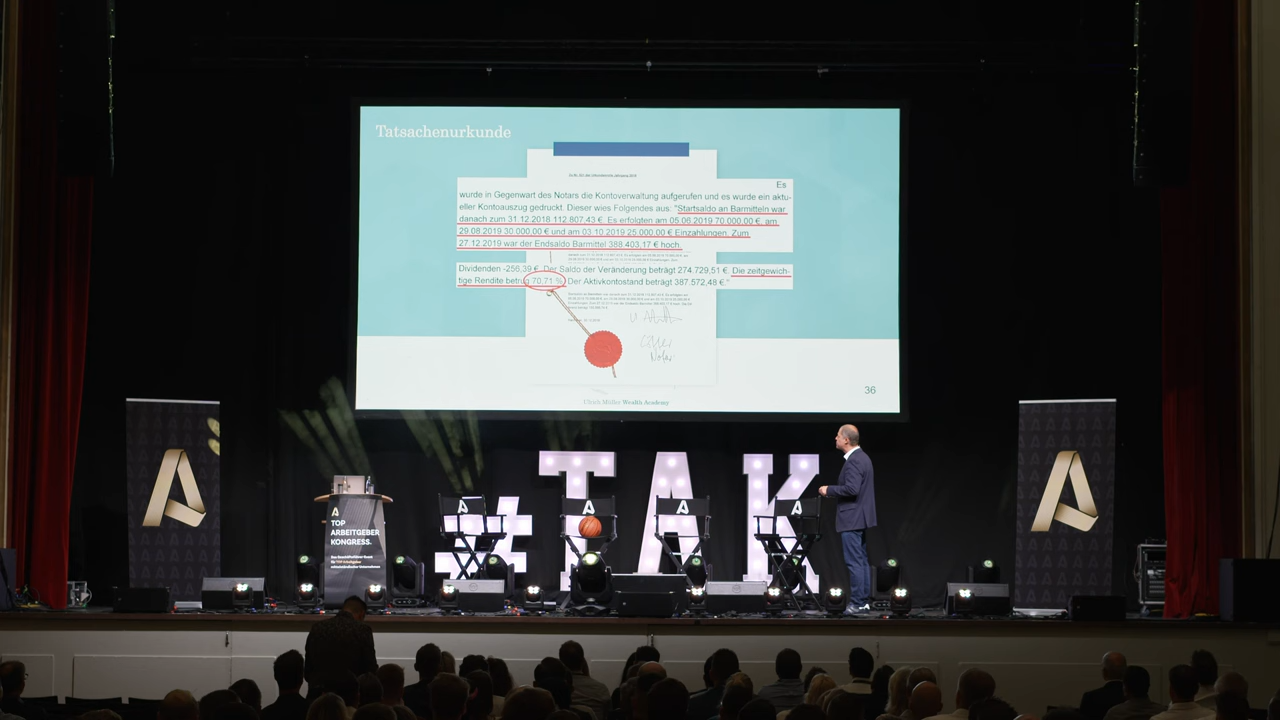 Tatsachenurkunde
Es
wurde in Gegenwart des Notars die Kontoverwaltung aufgerufen und es wurde ein aktu-
eller Kontoauszug gedruckt. Dieser wies Folgendes aus: "Startsaldo an Barmitteln war
danach zum 31.12.2018 112.807,43 €. Es erfolgten am 05.06.2019 70.000,00 €, am
29.08.2019 30.000,00 € und am 03.10.2019 25.000,00 € Einzahlungen. Zum
27.12.2019 war der Endsaldo Barmittel 388.403,17 € hoch.
Dividenden -256,39 €. Der Saldo der Veränderung beträgt 274.729,51 €. Die zeitgewich-
tige Rendite betrug 70,71 %. Der Aktivkontostand beträgt 387.572,48 €."
Notar
36
Ulrich Müller Wealth Academy
#TAK
TOP
ARBEITGEBER
KONGRESS.